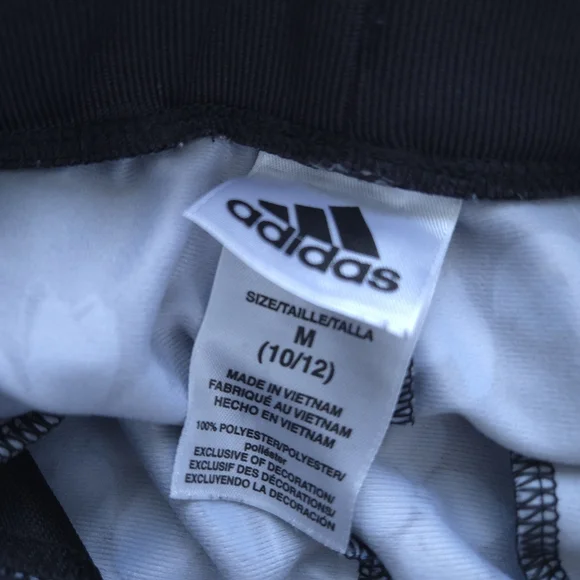 adidas
SIZE/TAILLE/TALLA
M
(10/12)
MADE IN VIETNAM
FABRIQUÉ AU VIETNAM
HECHO EN VIETNAM
100% POLYESTER/POLYESTER/
poliéster
EXCLUSIVE OF DECORATION/
EXCLUSIF DES DÉCORATIONS/
EXCLUYENDO LA DECORACIÓN